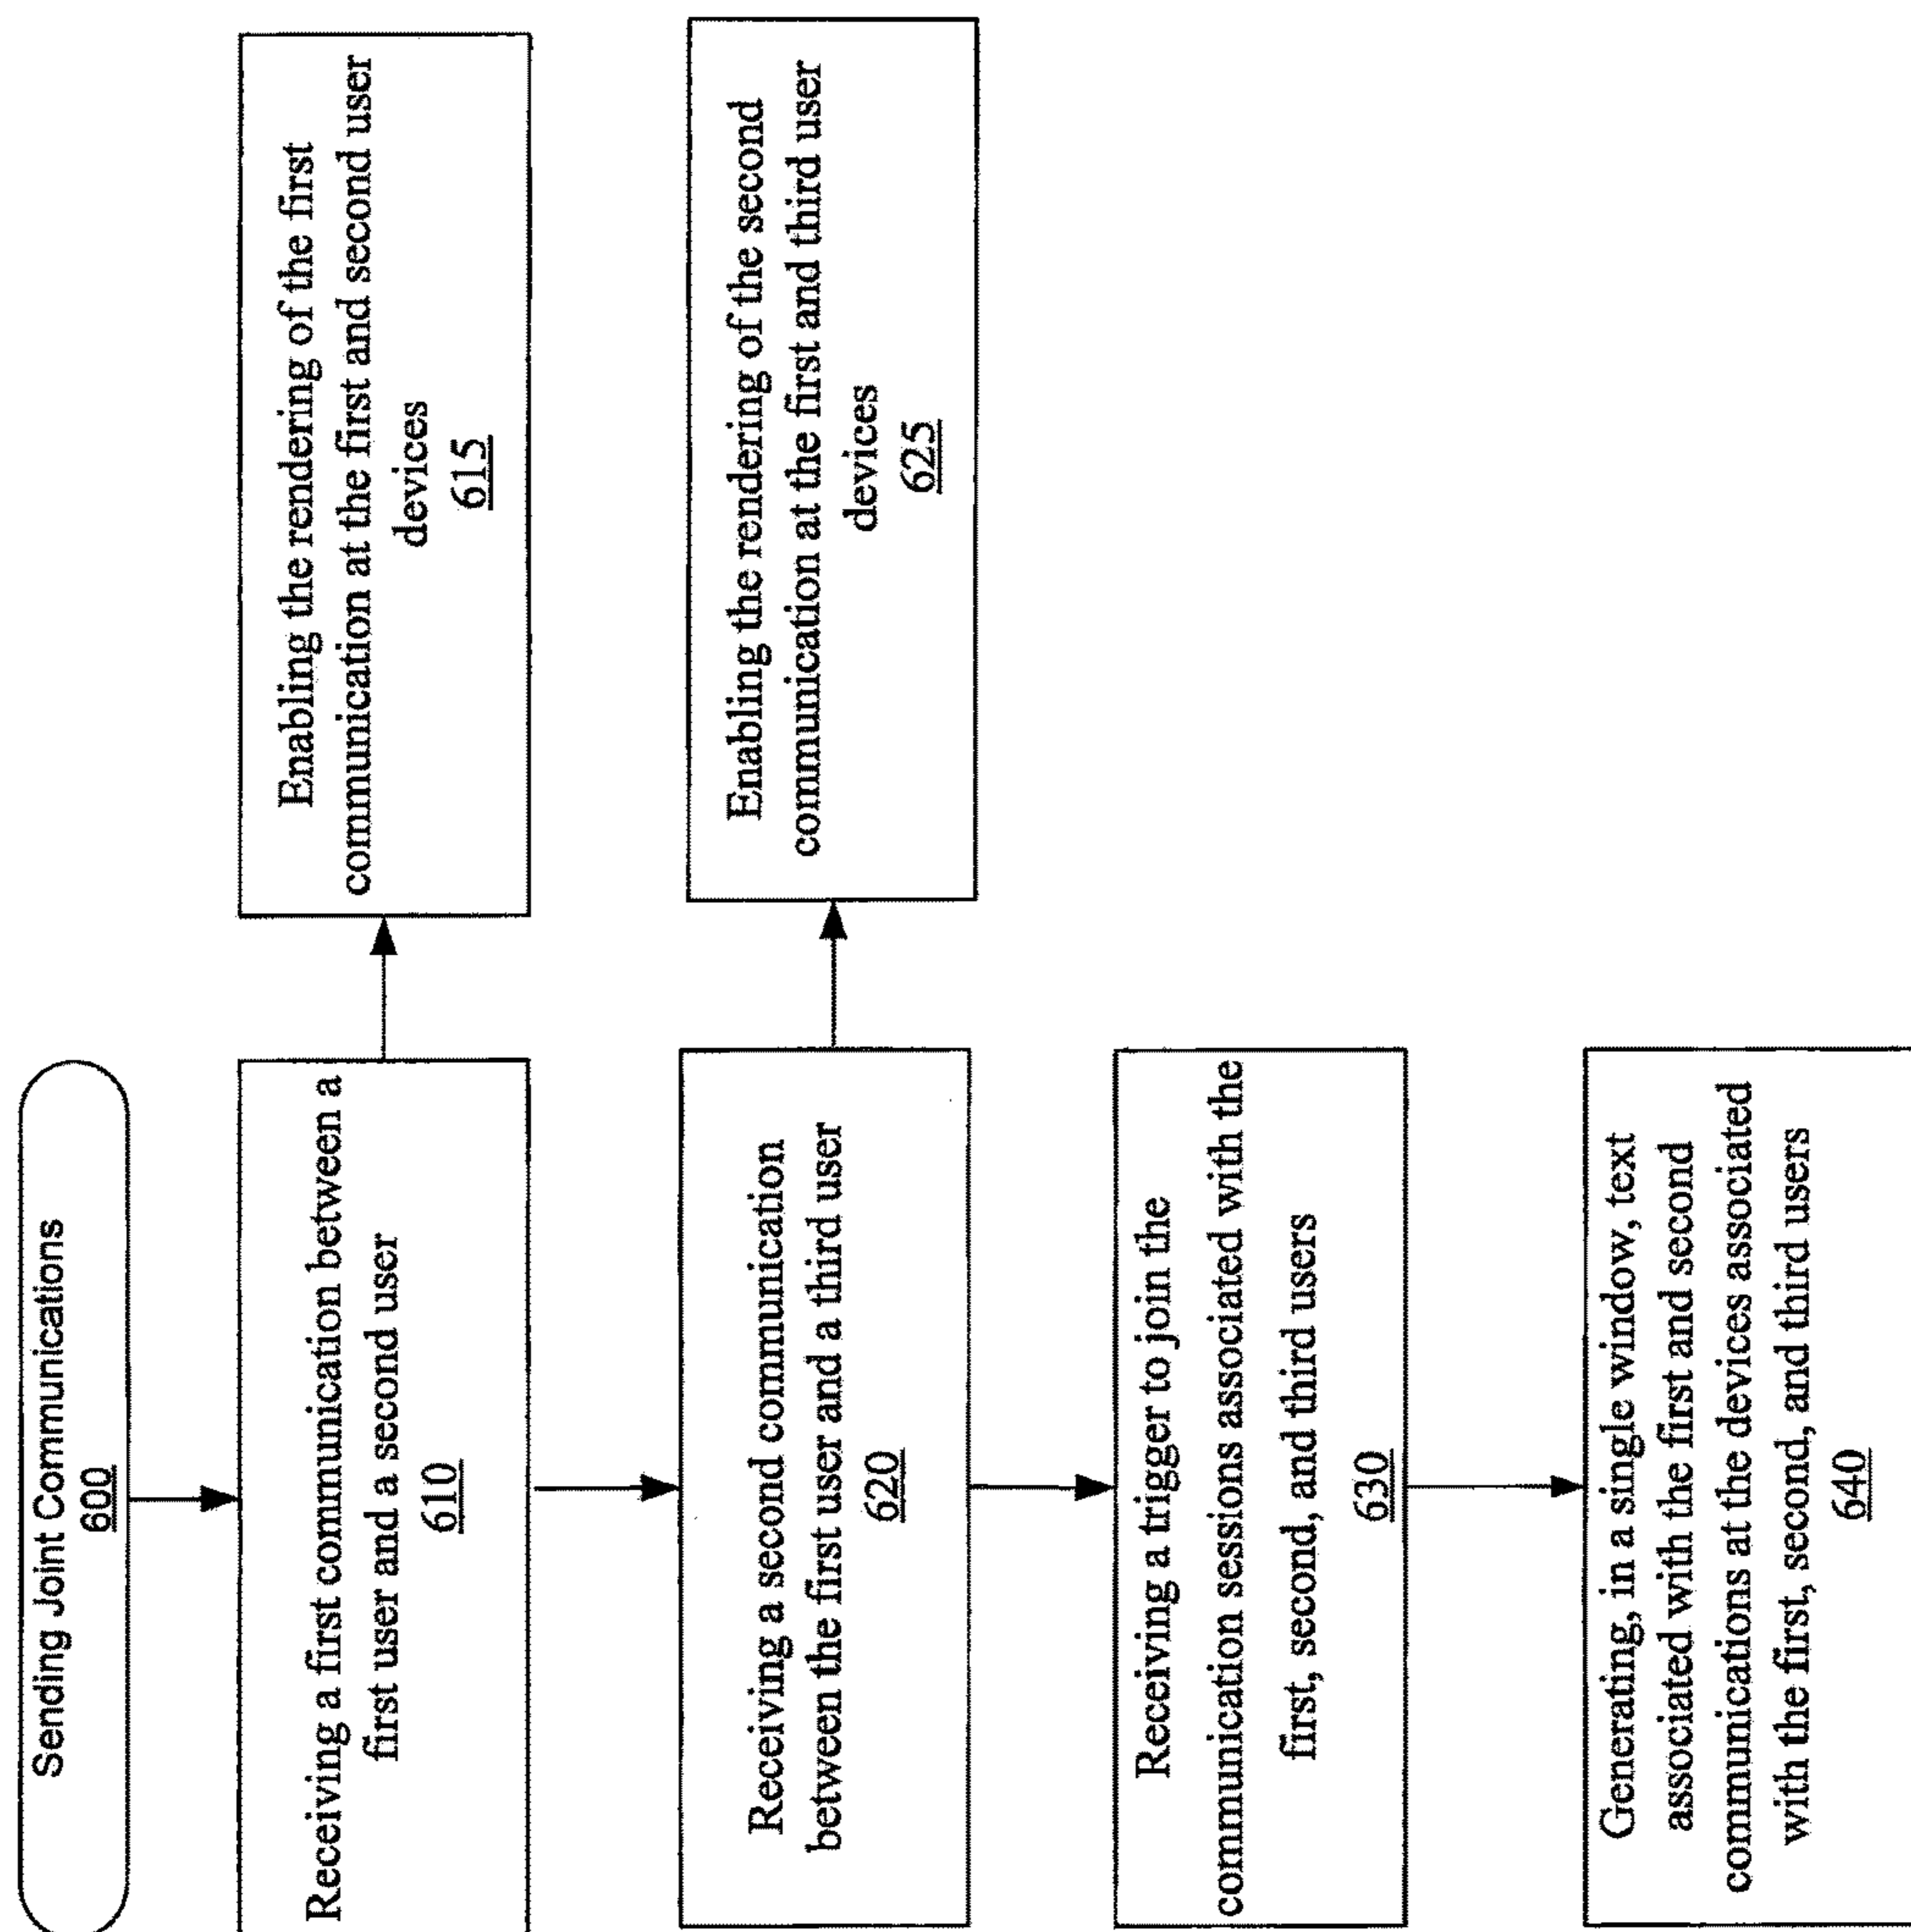 Sending Joint Communications
600
Receiving a first communication between a
first user and a second user
610
Enabling the rendering of the first
communication at the first and second user
devices
615
Receiving a second communication
between the first user and a third user
620
Enabling the rendering of the second
communication at the first and third user
devices
625
Receiving a trigger to join the
communication sessions associated with the
first, second, and third users
630
Generating, in a single window, text
associated with the first and second
communications at the devices associated
with the first, second, and third users
640